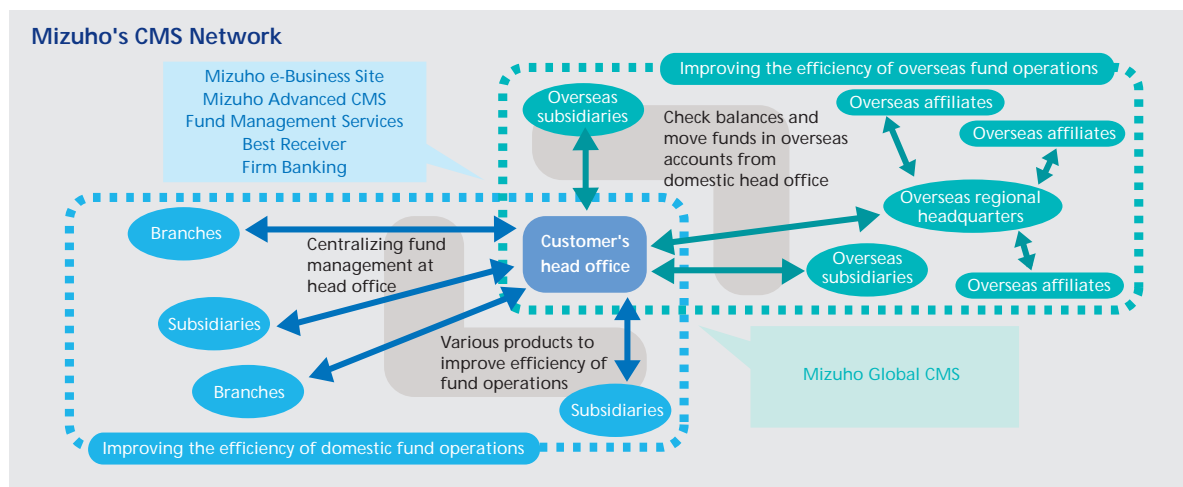 Mizuho's CMS Network
Mizuho e-Business Site
Mizuho Advanced CMS
Fund Management Services
Best Receiver
Firm Banking
Improving the efficiency of overseas fund operations
Overseas
subsidiaries
Check balances and
move funds in overseas
accounts from
domestic head office
Overseas affiliates
Overseas affiliates
Overseas regional
headquarters
Overseas
subsidiaries
Overseas affiliates
Branches
Centralizing fund
management at
head office
Customer's
head office
Subsidiaries
Branches
Various products to
improve efficiency of
fund operations
Subsidiaries
Improving the efficiency of domestic fund operations
Mizuho Global CMS